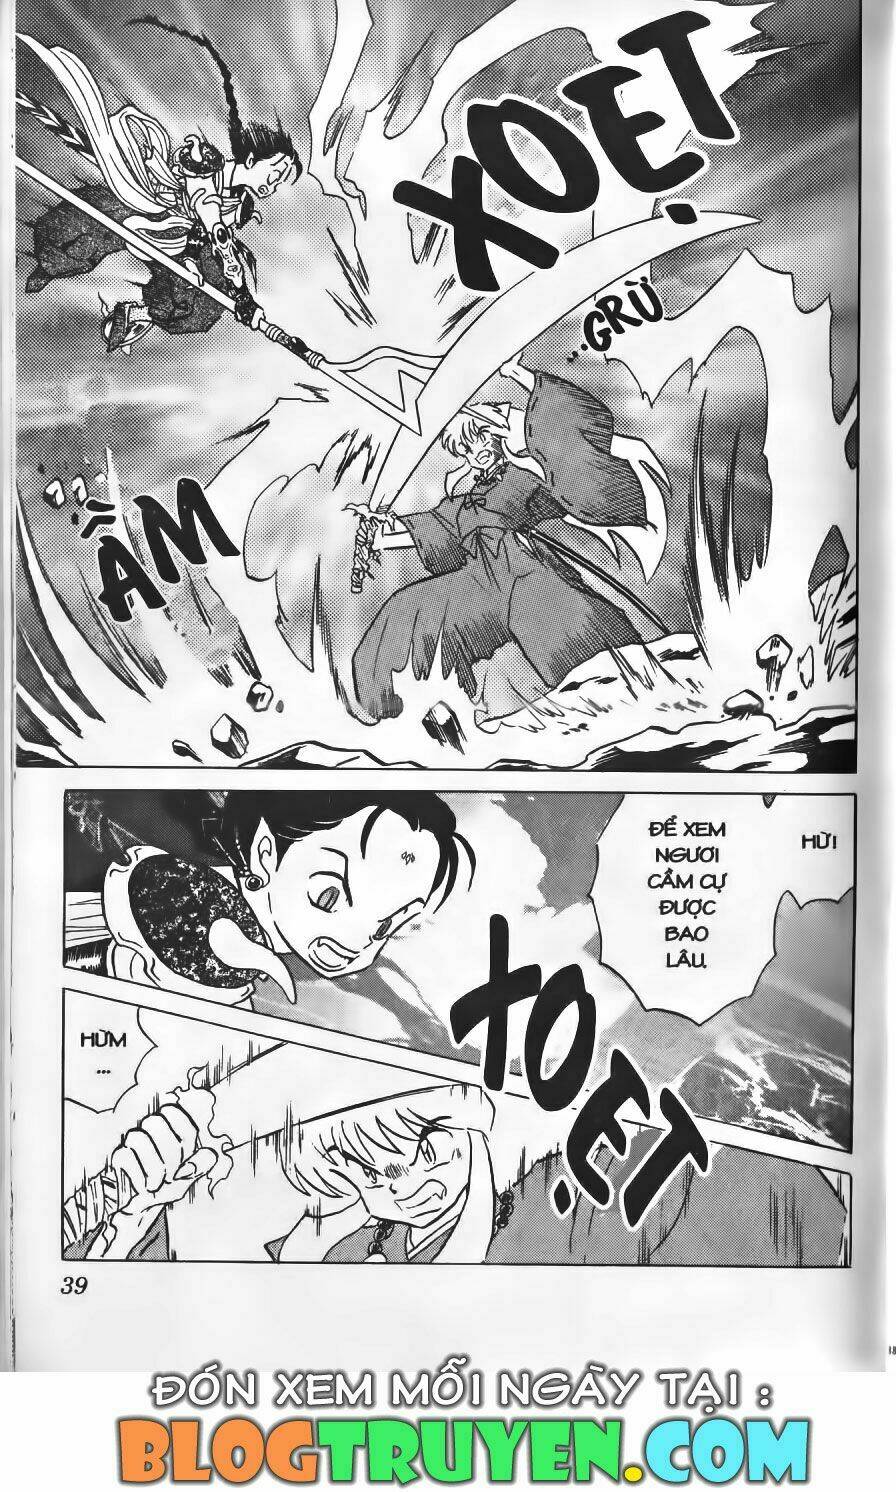 XOẸT
...GRỪ
ẦM
HỪ!
ĐỂ XEM
NGƯƠI
CẦM CỰ
ĐƯỢC
BAO
LÂU.
XOẸT
HỪM
...
39
ĐÓN XEM MỖI NGÀY TẠI :
BLOGTRUYEN.COM